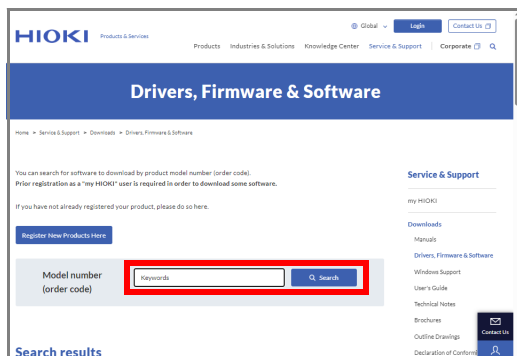 HIOKI Products & Services
Global Login Contact Us
Products Industries & Solutions Knowledge Center Service & Support Corporate
Drivers, Firmware & Software
Home > Service & Support > Downloads > Drivers, Firmware & Software
You can search for software to download by product model number (order code).
Prior registration as a "my HIOKI" user is required in order to download some software.
If you have not already registered your product, please do so here.
Register New Products Here
Model number
(order code)
Keywords
Search
Search results
Service & Support
my HIOKI
Downloads
Manuals
Drivers, Firmware & Software
Windows Support
User's Guide
Technical Notes
Brochures
Outline Drawings
Declaration of Conformi
Contact Us